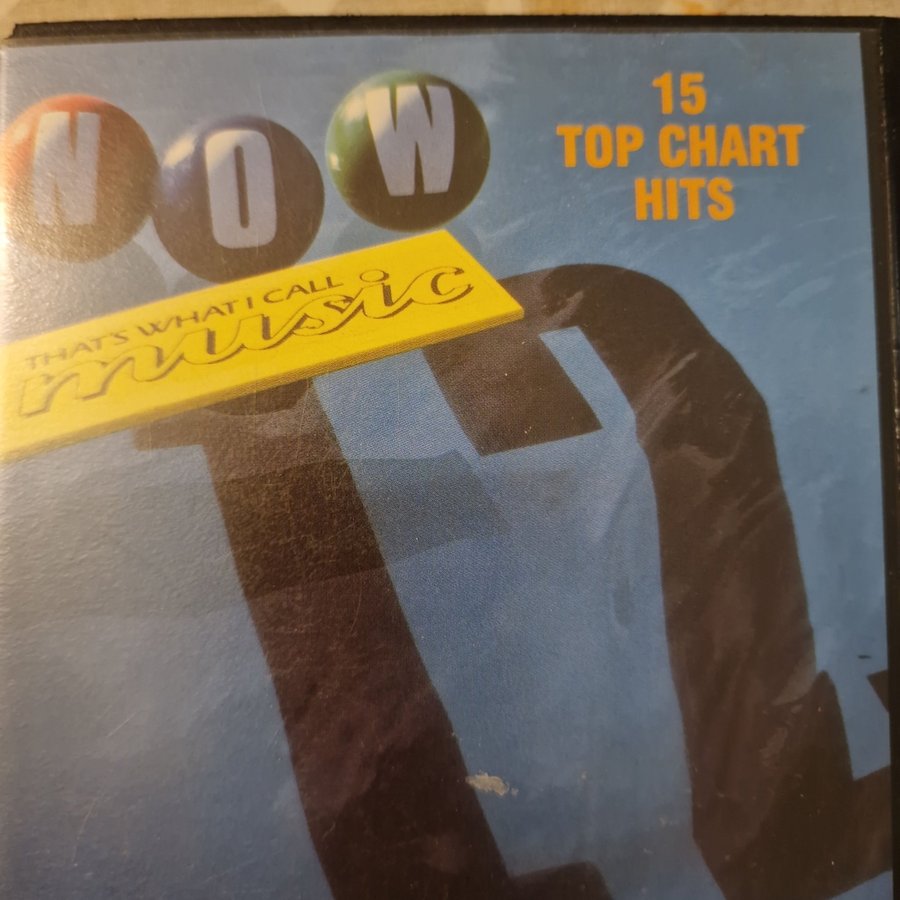 NOW
THAT'S WHAT I CALL
music
15
TOP CHART
HITS